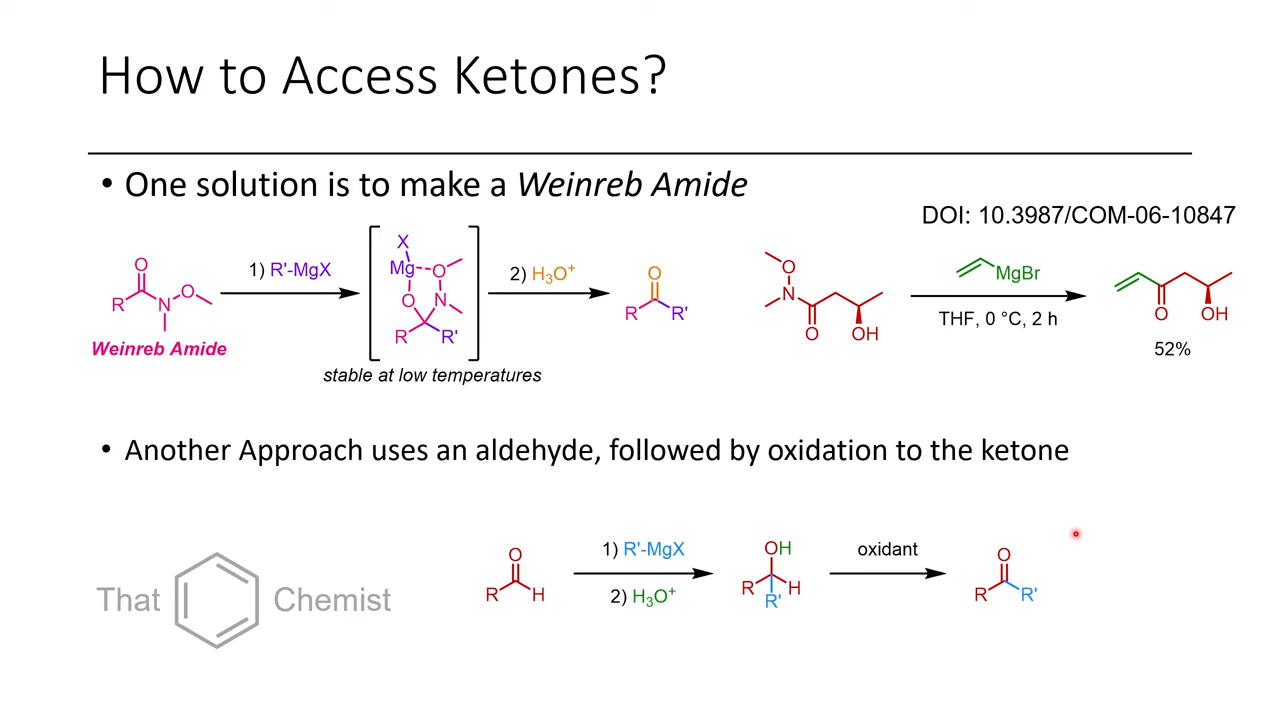 How to Access Ketones?
• One solution is to make a Weinreb Amide
DOI: 10.3987/COM-06-10847
O
R
N
O
Weinreb Amide
1) R'-MgX
X
Mg
O
O
N
R
R'
stable at low temperatures
2) H₃O⁺
O
R
R'
O
N
O
OH
MgBr
THF, 0 °C, 2 h
O
OH
52%
• Another Approach uses an aldehyde, followed by oxidation to the ketone
That
Chemist
O
R
H
1) R'-MgX
2) H₃O⁺
OH
R
H
R'
oxidant
O
R
R'